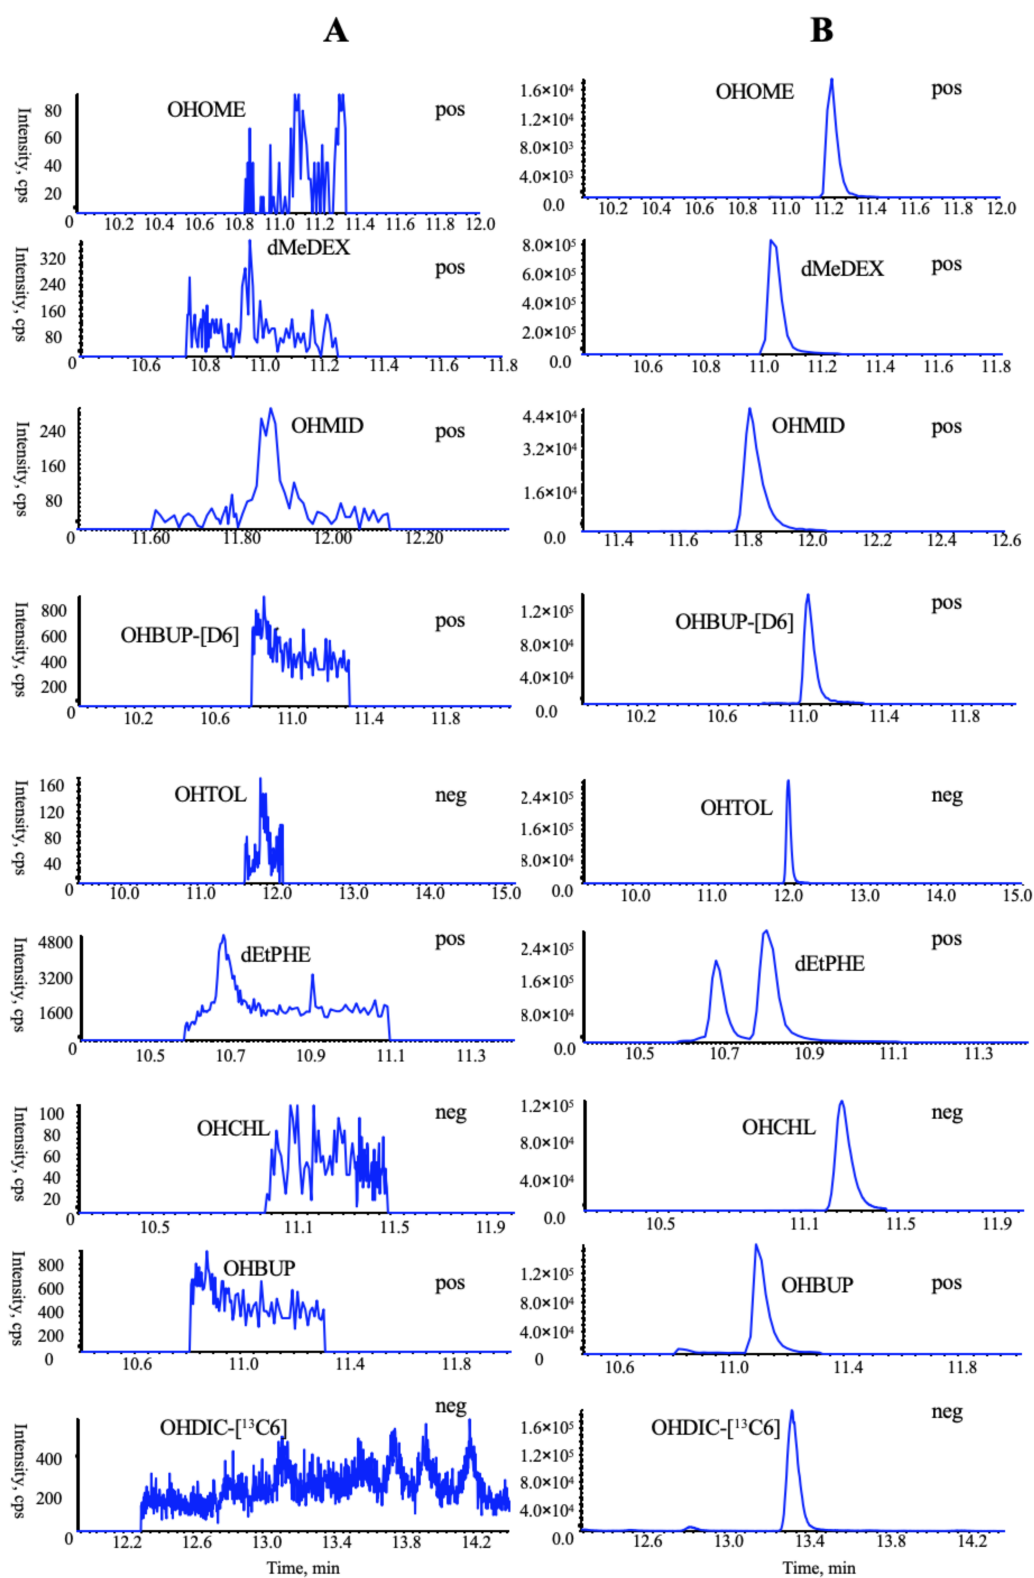 A B
Intensity, cps 80 60 40 20 0 OHOME pos 10.2 10.4 10.6 10.8 11.0 11.2 11.4 11.6 11.8 12.0
1.6×10⁴ 1.2×10⁴ 8.0×10³ 4.0×10³ 0.0 OHOME pos 10.2 10.4 10.6 10.8 11.0 11.2 11.4 11.6 11.8 12.0
Intensity, cps 320 240 160 80 0 dMeDEX pos 10.6 10.8 11.0 11.2 11.4 11.6 11.8
8.0×10⁵ 6.0×10⁵ 4.0×10⁵ 2.0×10⁵ 0.0 dMeDEX pos 10.6 10.8 11.0 11.2 11.4 11.6 11.8
Intensity, cps 240 160 80 0 OHMID pos 11.60 11.80 12.00 12.20
4.4×10⁴ 3.2×10⁴ 1.6×10⁴ 0.0 OHMID pos 11.4 11.6 11.8 12.0 12.2 12.4 12.6
Intensity, cps 800 600 400 200 0 OHBUP-[D6] pos 10.2 10.6 11.0 11.4 11.8
1.2×10⁵ 8.0×10⁴ 4.0×10⁴ 0.0 OHBUP-[D6] pos 10.2 10.6 11.0 11.4 11.8
Intensity, cps 160 120 80 40 0 OHTOL neg 10.0 11.0 12.0 13.0 14.0 15.0
2.4×10⁵ 1.6×10⁵ 8.0×10⁴ 0.0 OHTOL neg 10.0 11.0 12.0 13.0 14.0 15.0
Intensity, cps 4800 3200 1600 0 dEtPHE pos 10.5 10.7 10.9 11.1 11.3
2.4×10⁵ 1.6×10⁵ 8.0×10⁴ 0.0 dEtPHE pos 10.5 10.7 10.9 11.1 11.3
Intensity, cps 100 80 60 40 20 0 OHCHL neg 10.5 11.1 11.5 11.9
1.2×10⁵ 8.0×10⁴ 4.0×10⁴ 0.0 OHCHL neg 10.5 11.1 11.5 11.9
Intensity, cps 800 600 400 200 0 OHBUP pos 10.6 11.0 11.4 11.8
1.2×10⁵ 8.0×10⁴ 4.0×10⁴ 0 OHBUP pos 10.6 11.0 11.4 11.8
Intensity, cps 400 200 0 OHDIC-[¹³C6] neg 12.2 12.6 13.0 13.4 13.8 14.2
1.6×10⁵ 1.2×10⁵ 8.0×10⁴ 4.0×10⁴ 0.0 OHDIC-[¹³C6] neg 12.6 13.0 13.4 13.8 14.2
Time, min Time, min